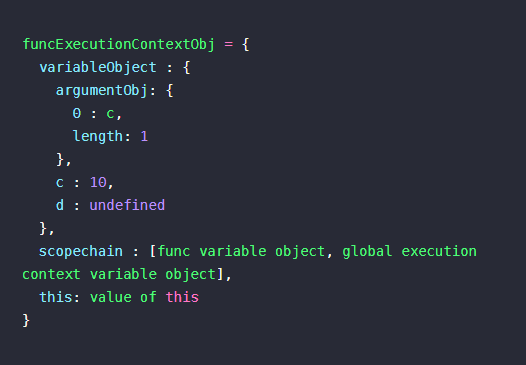 funcExecutionContextObj = {
  variableObject : {
    argumentObj: {
      0 : c,
      length: 1
    },
    c : 10,
    d : undefined
  },
  scopechain : [func variable object, global execution
context variable object],
  this: value of this
}